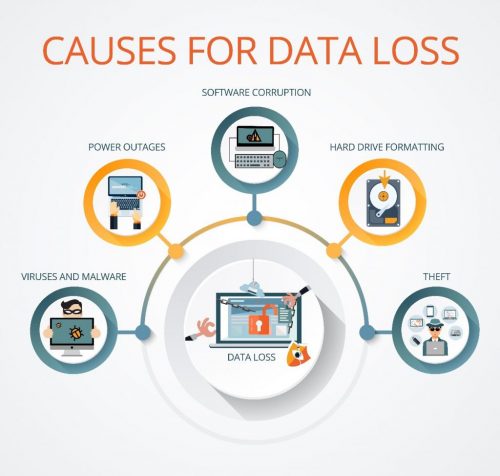 CAUSES FOR DATA LOSS
SOFTWARE CORRUPTION
POWER OUTAGES
HARD DRIVE FORMATTING
VIRUSES AND MALWARE
THEFT
DATA LOSS